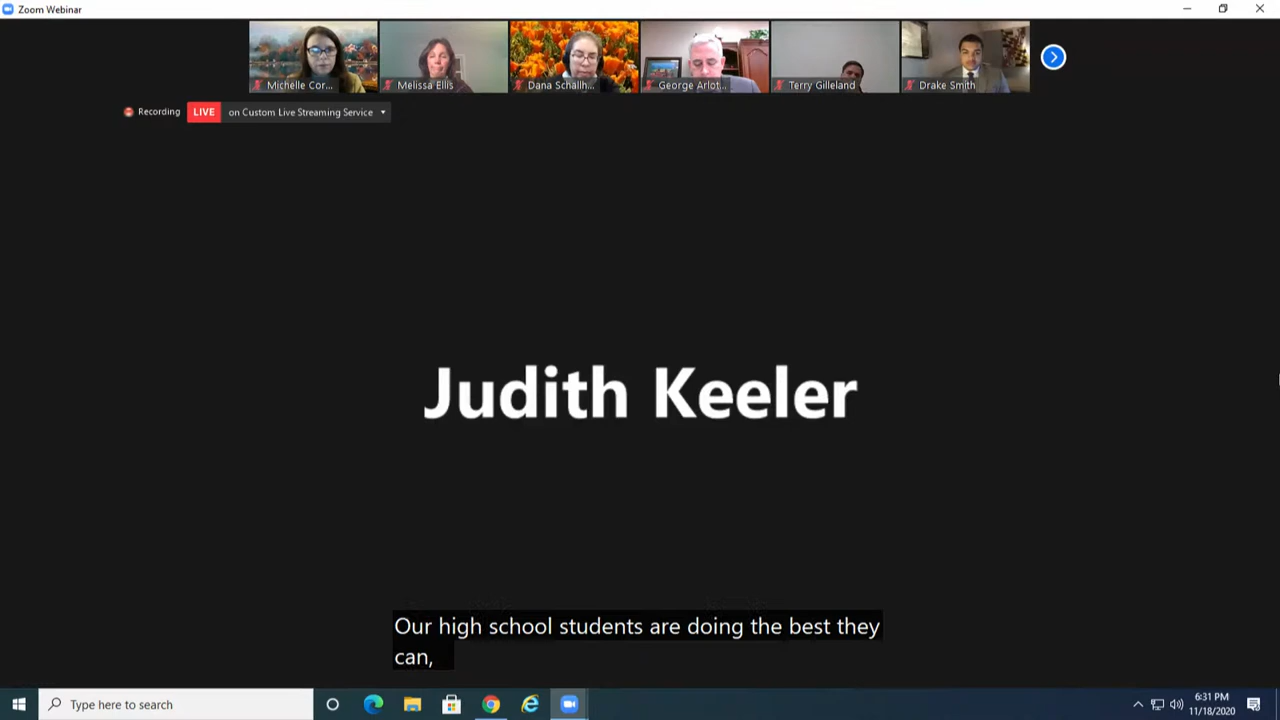 Zoom Webinar
Michelle Cor...
Melissa Ellis
Dana Schallh...
George Arlot...
Terry Gilleland
Drake Smith
Recording
LIVE
on Custom Live Streaming Service
Judith Keeler
Our high school students are doing the best they
can,
Type here to search
6:31 PM
11/18/2020